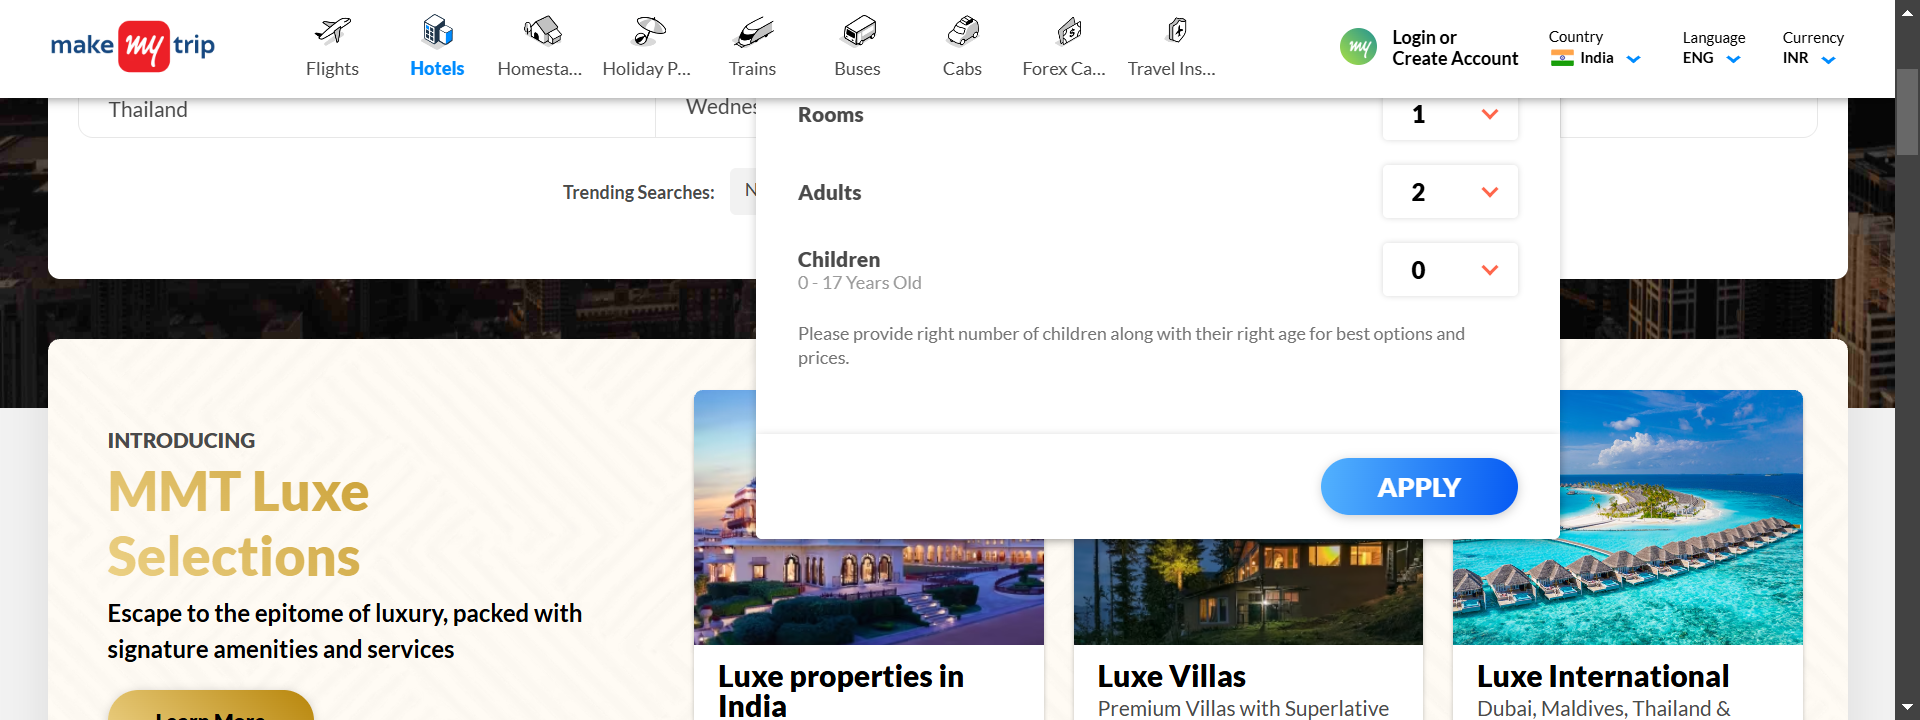 make my trip
Flights
Hotels
Homesta...
Holiday P...
Trains
Buses
Cabs
Forex Ca...
Travel Ins...
my
Login or
Create Account
Country
India
Language
ENG
Currency
INR
Thailand
Wednes
Rooms
1
Trending Searches:
N
Adults
2
Children
0 - 17 Years Old
0
Please provide right number of children along with their right age for best options and
prices.
APPLY
INTRODUCING
MMT Luxe
Selections
Escape to the epitome of luxury, packed with
signature amenities and services
Learn More
Luxe properties in
India
Luxe Villas
Premium Villas with Superlative
Luxe International
Dubai, Maldives, Thailand &